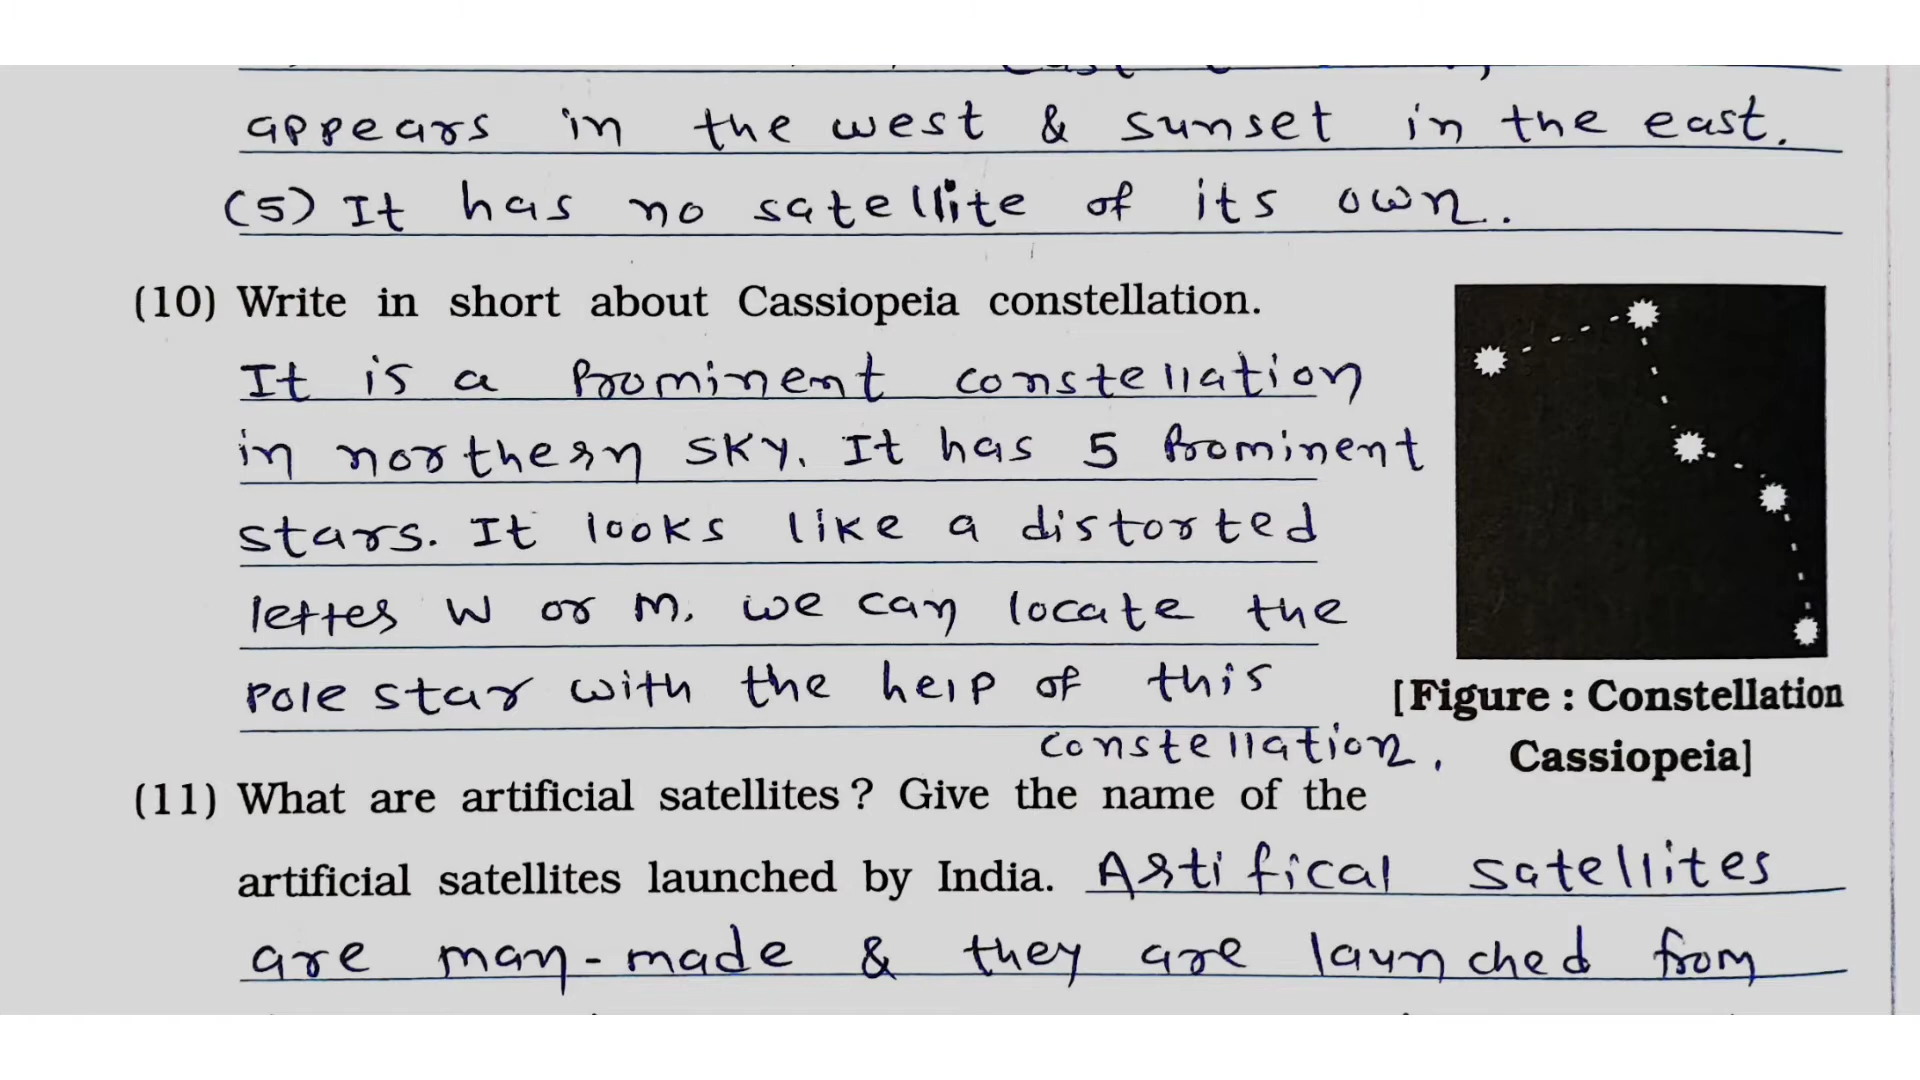 appears in the west & sunset in the east.
(5) It has no satellite of its own.
(10) Write in short about Cassiopeia constellation.
It is a Prominent constellation
in northern sky. It has 5 Prominent
stars. It looks like a distorted
letter W or M. we can locate the
Pole star with the help of this
constellation.
[Figure : Constellation
Cassiopeia]
(11) What are artificial satellites ? Give the name of the
artificial satellites launched by India. Artifical satellites
are man-made & they are launched from